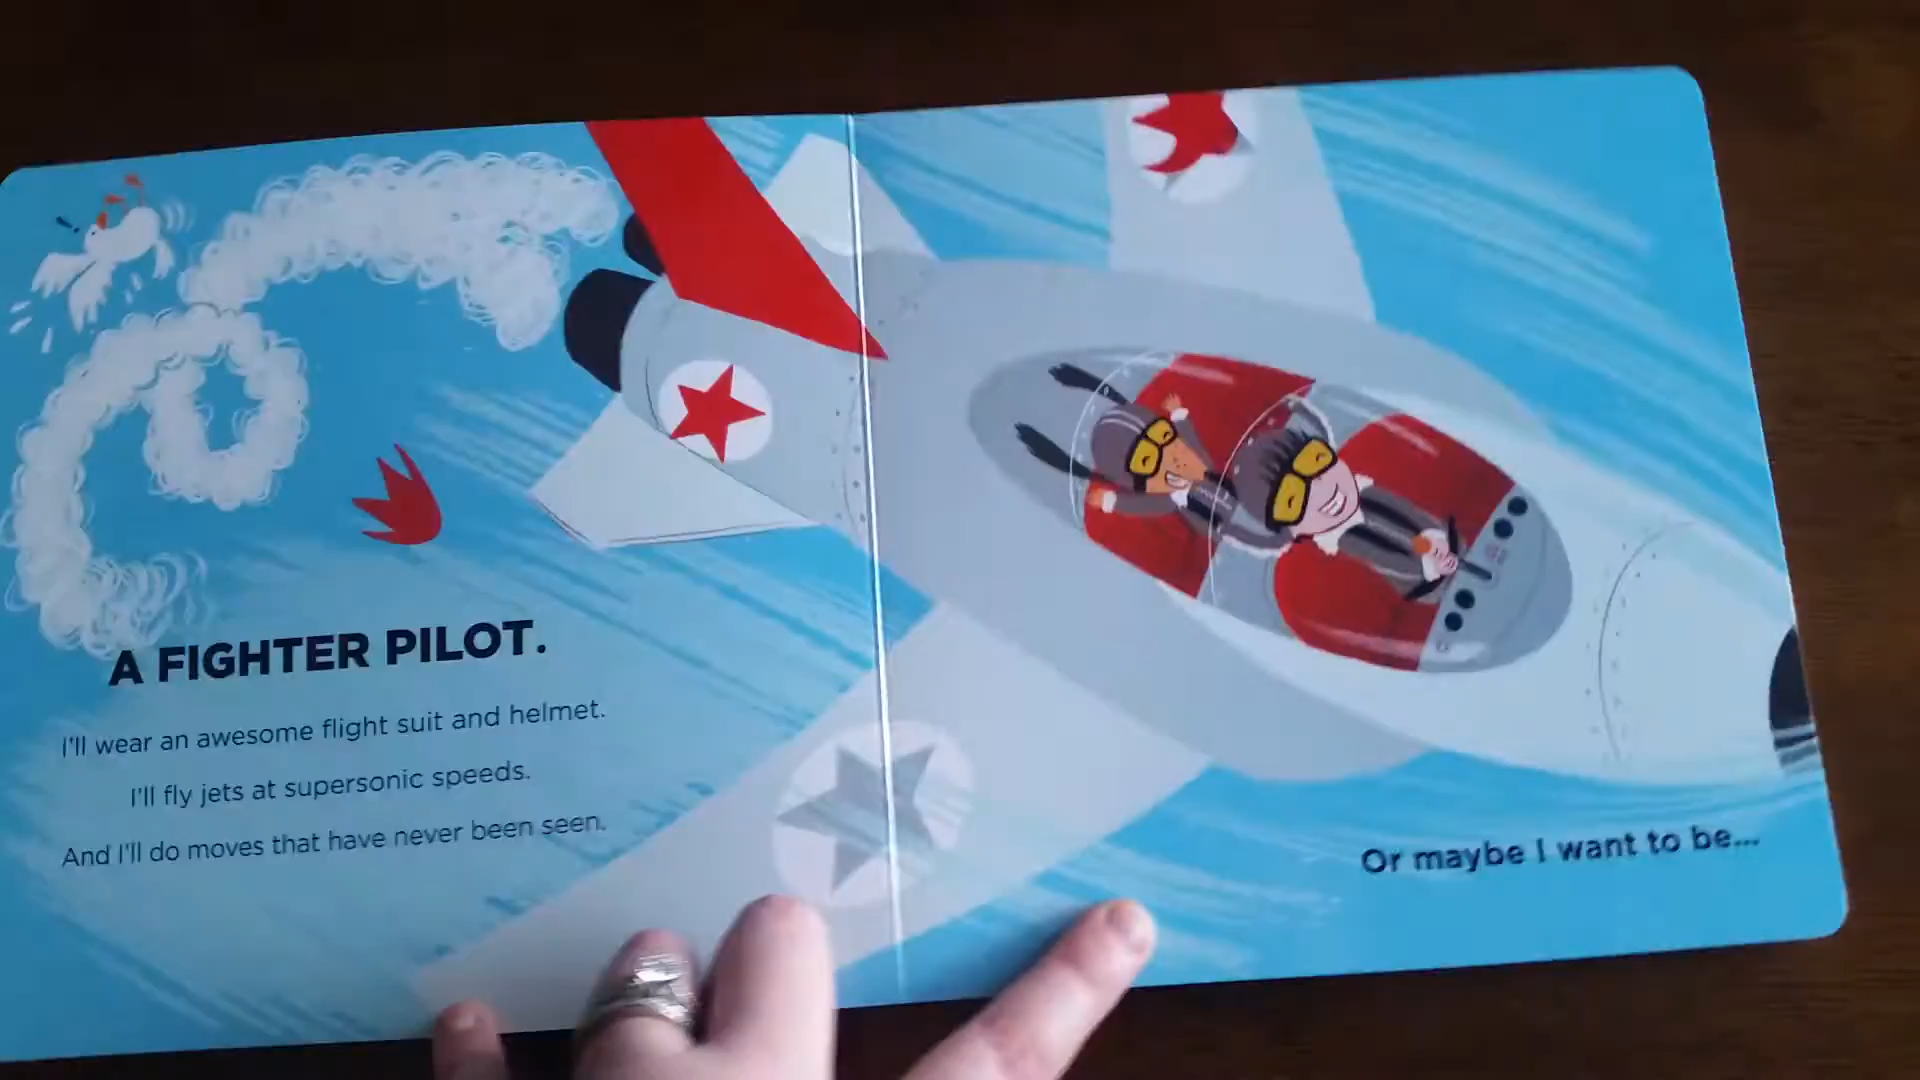 A FIGHTER PILOT.
I'll wear an awesome flight suit and helmet.
I'll fly jets at supersonic speeds.
And I'll do moves that have never been seen.
Or maybe I want to be...